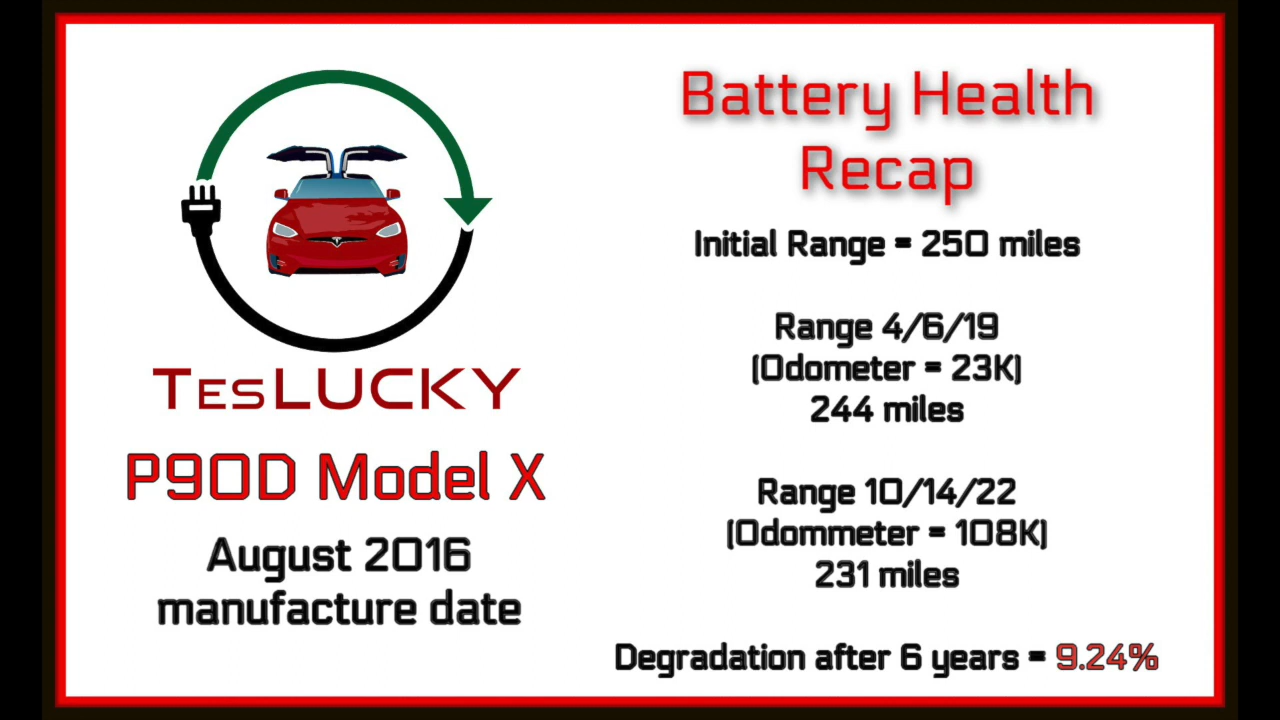 TESLUCKY
P90D Model X
August 2016
manufacture date
Battery Health
Recap
Initial Range = 250 miles
Range 4/6/19
(Odometer = 23K)
244 miles
Range 10/14/22
(Odommeter = 108K)
231 miles
Degradation after 6 years = 9.24%